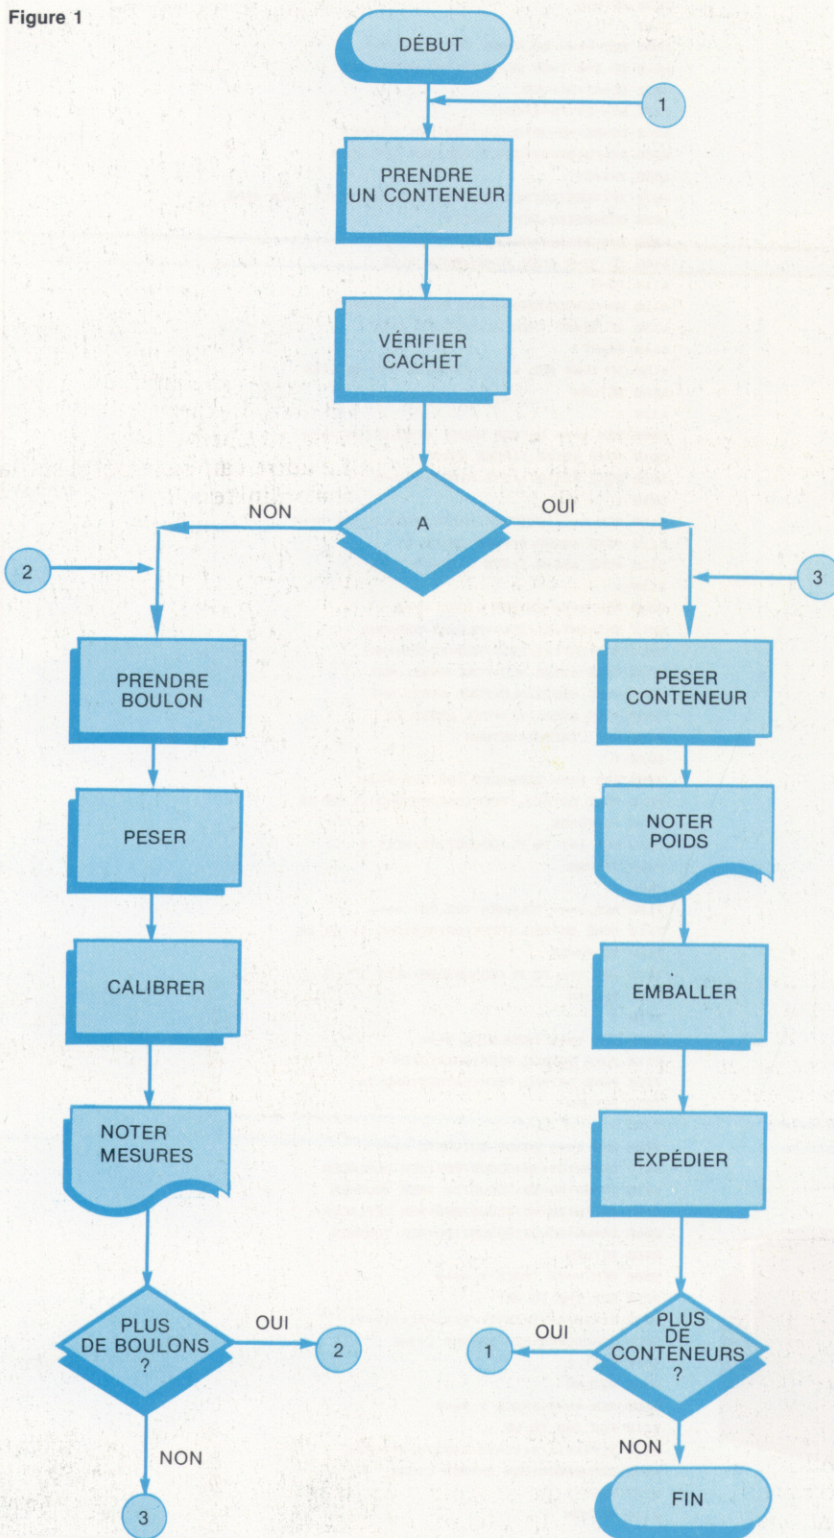 Figure 1
DÉBUT
1
PRENDRE
UN CONTENEUR
VÉRIFIER
CACHET
A
NON
OUI
2
3
PRENDRE
BOULON
PESER
CONTENEUR
PESER
NOTER
POIDS
CALIBRER
EMBALLER
NOTER
MESURES
EXPÉDIER
PLUS
DE BOULONS
?
OUI
2
PLUS
DE
CONTENEURS
?
OUI
1
NON
3
NON
FIN